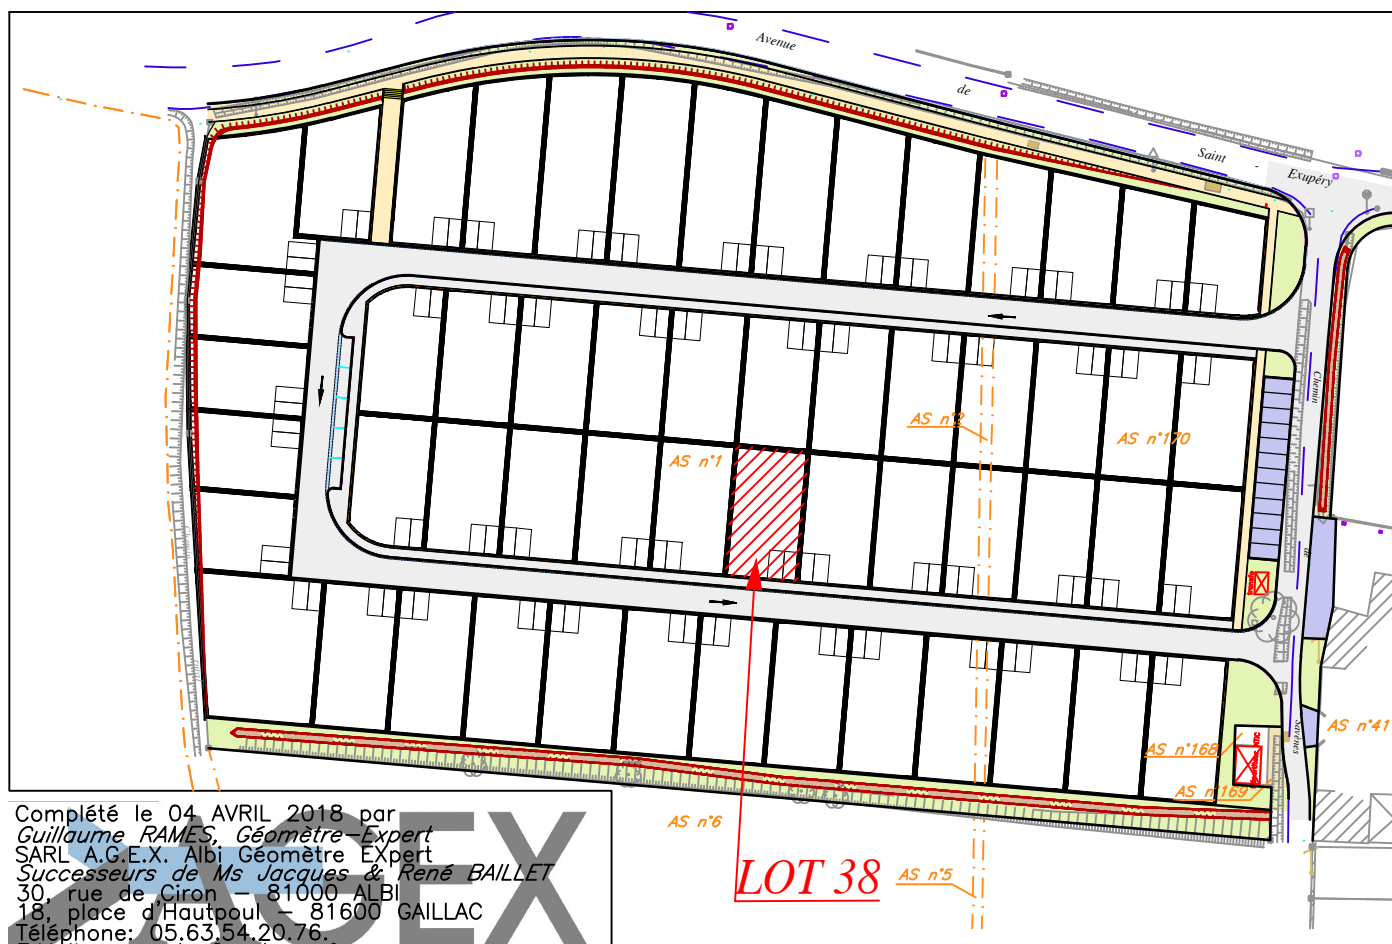 Avenue
de
Saint
-
Exupéry
Chemin
de
Savènes
AS n°2
AS n°170
AS n°1
AS n°41
AS n°168
AS n°169
AS n°6
AS n°5
LOT 38
Complété le 04 AVRIL 2018 par
Guillaume RAMES, Géomètre-Expert
SARL A.G.E.X. Albi Géomètre Expert
Successeurs de Ms Jacques & René BAILLET
30, rue de Ciron - 81000 ALBI
18, place d'Hautpoul - 81600 GAILLAC
Téléphone: 05.63.54.20.76.
AGEX